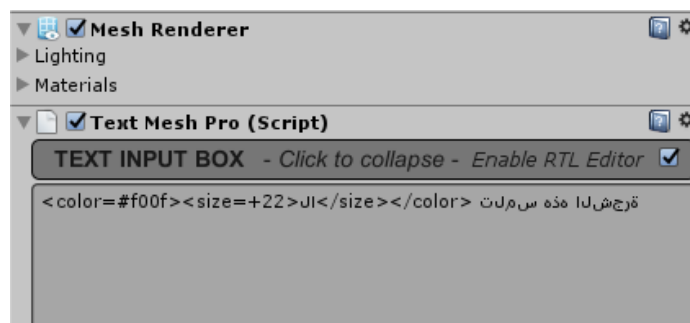 Mesh Renderer
Lighting
Materials
Text Mesh Pro (Script)
TEXT INPUT BOX - Click to collapse - Enable RTL Editor
<color=#f00f><size=+22>ال</size></color> ةرجشلا هذه سملت